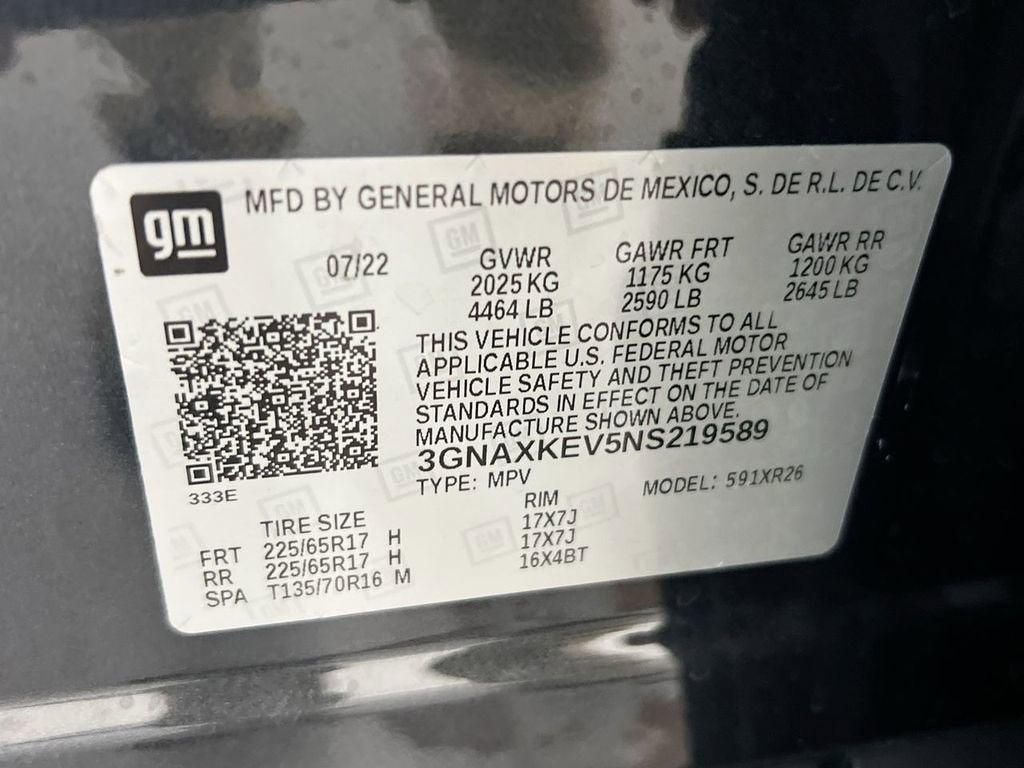 gm
MFD BY GENERAL MOTORS DE MEXICO, S. DE R.L. DE C.V.
07/22
GVWR GAWR FRT GAWR RR
2025 KG 1175 KG 1200 KG
4464 LB 2590 LB 2645 LB
THIS VEHICLE CONFORMS TO ALL
APPLICABLE U.S. FEDERAL MOTOR
VEHICLE SAFETY AND THEFT PREVENTION
STANDARDS IN EFFECT ON THE DATE OF
MANUFACTURE SHOWN ABOVE.
3GNAXKEV5NS219589
TYPE: MPV MODEL: 591XR26
333E
TIRE SIZE RIM
FRT 225/65R17 H 17X7J
RR 225/65R17 H 17X7J
SPA T135/70R16 M 16X4BT